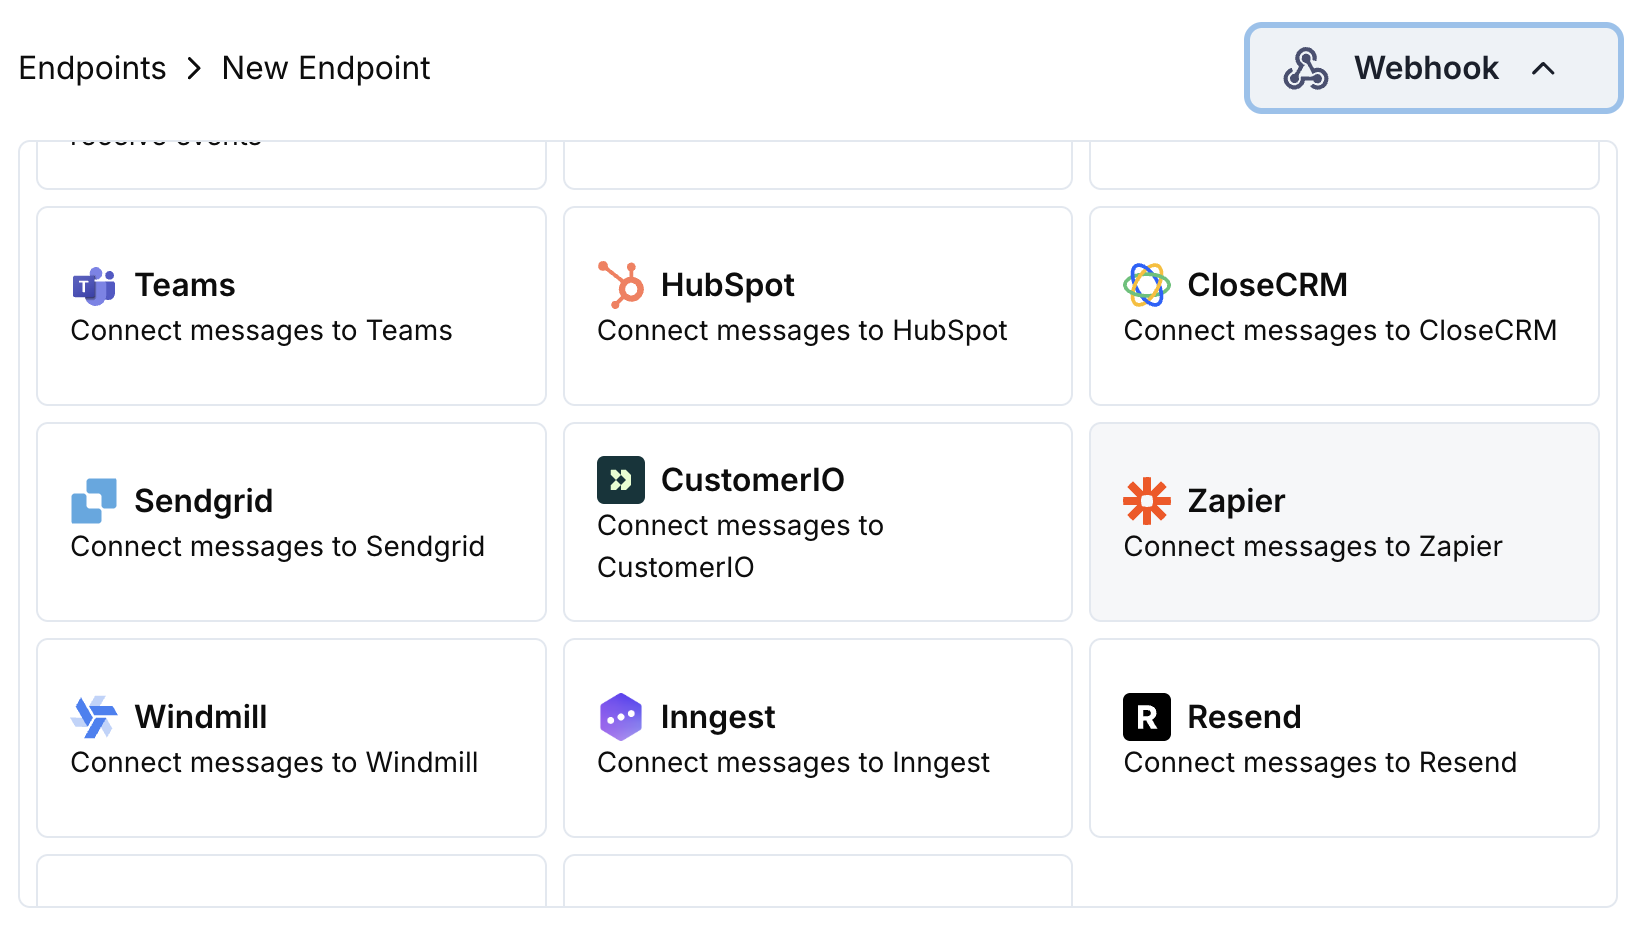 Endpoints > New Endpoint
Webhook
receive events
Teams
Connect messages to Teams
HubSpot
Connect messages to HubSpot
CloseCRM
Connect messages to CloseCRM
Sendgrid
Connect messages to Sendgrid
CustomerIO
Connect messages to
CustomerIO
Zapier
Connect messages to Zapier
Windmill
Connect messages to Windmill
Inngest
Connect messages to Inngest
Resend
Connect messages to Resend